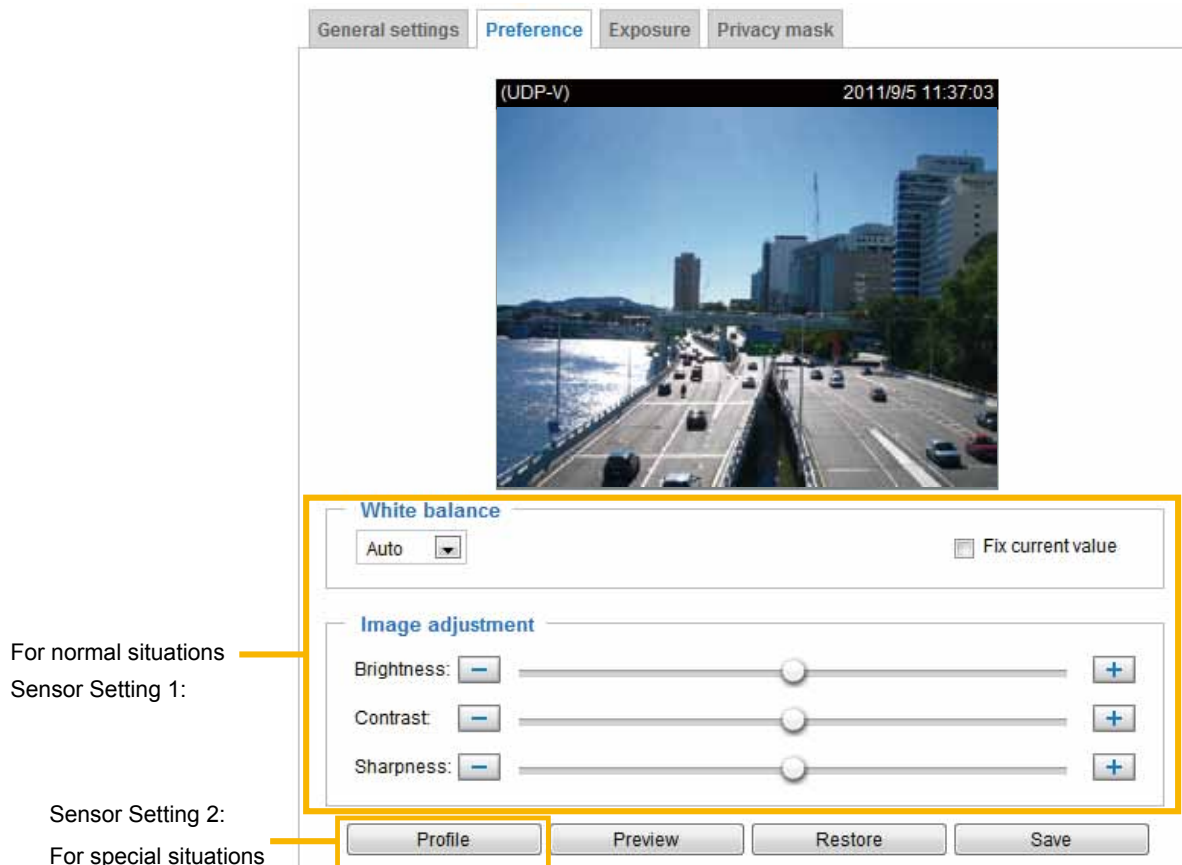 General settings Preference Exposure Privacy mask
(UDP-V) 2011/9/5 11:37:03
White balance
Auto Fix current value
Image adjustment
For normal situations
Sensor Setting 1:
Brightness:
Contrast:
Sharpness:
Sensor Setting 2:
For special situations
Profile Preview Restore Save